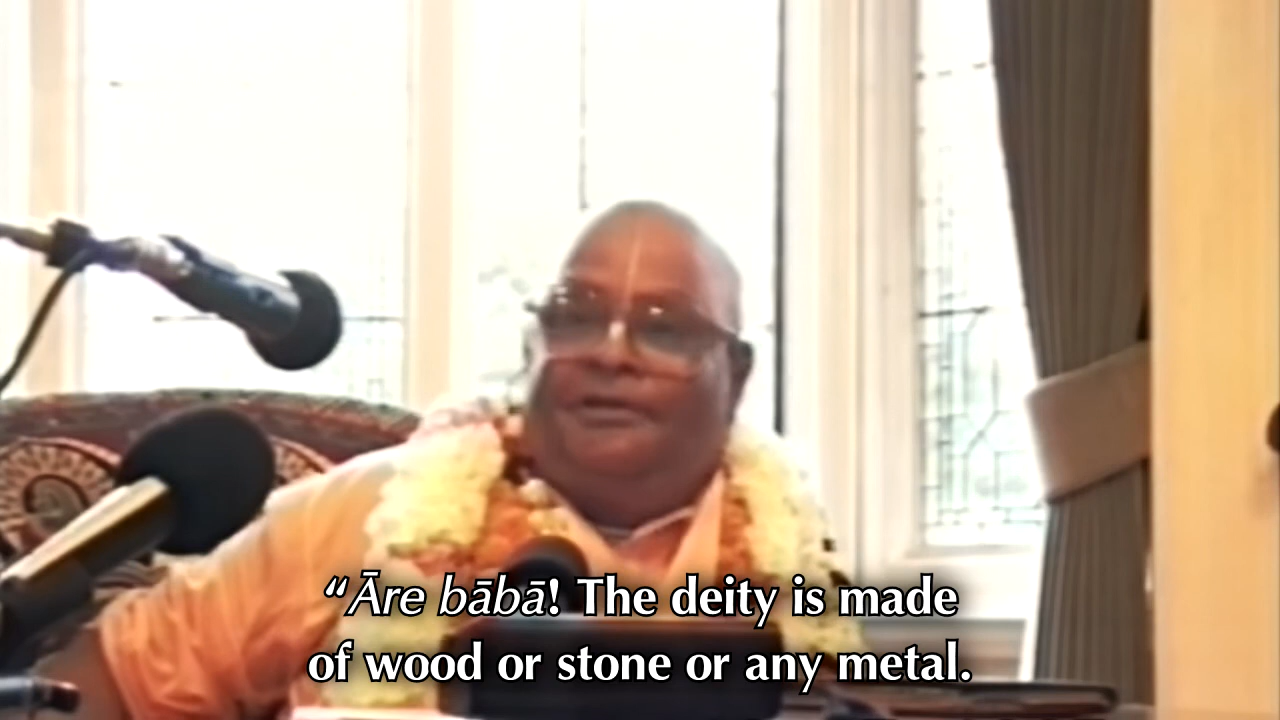 “Āre bābā! The deity is made
of wood or stone or any metal.